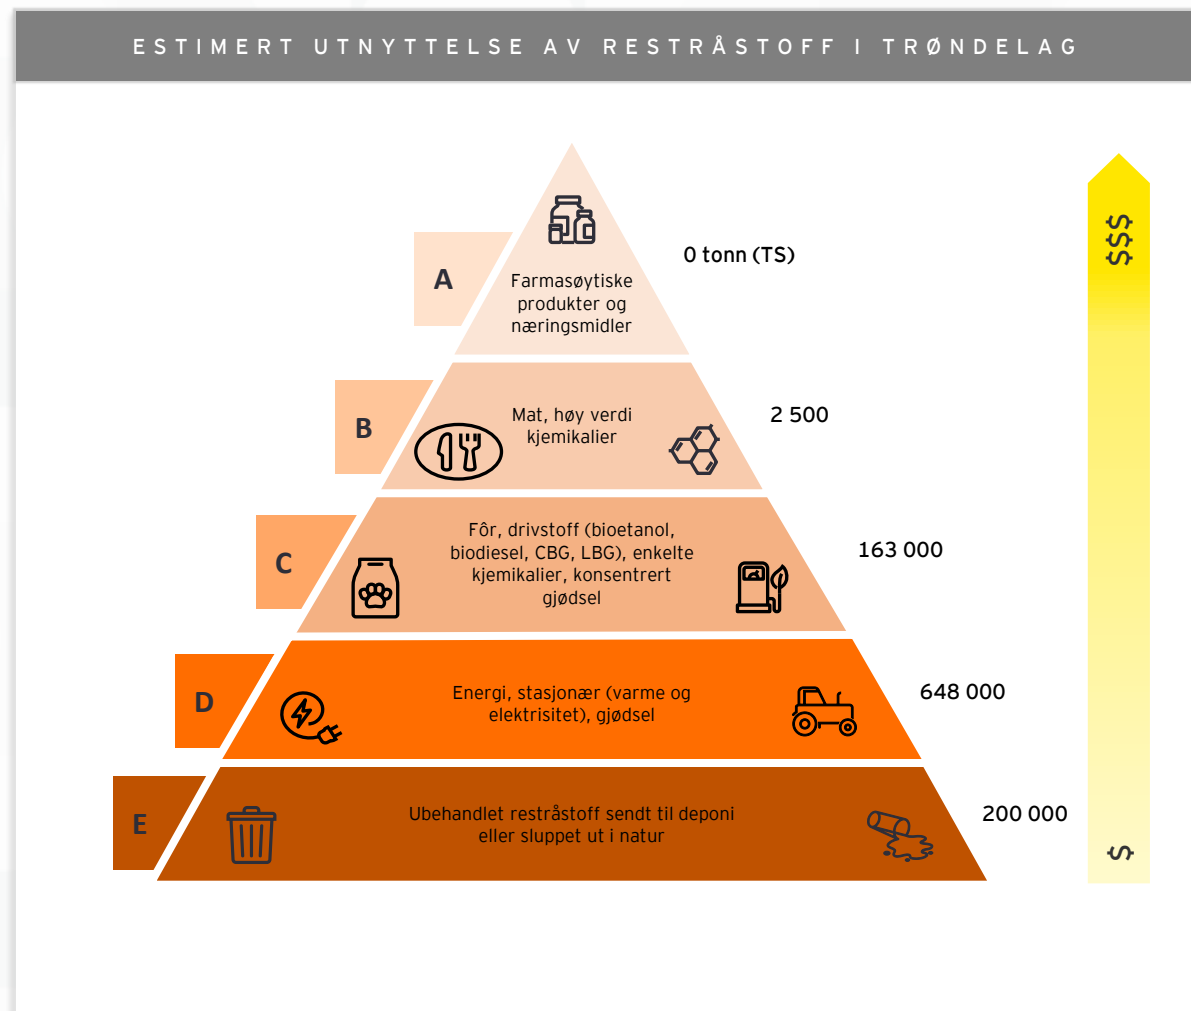 ESTIMERT UTNYTTELSE AV RESTRÅSTOFF I TRØNDELAG
$$$
A
Farmasøytiske
produkter og
næringsmidler
0 tonn (TS)
B
Mat, høy verdi
kjemikalier
2 500
C
Fôr, drivstoff (bioetanol,
biodiesel, CBG, LBG), enkelte
kjemikalier, konsentrert
gjødsel
163 000
D
Energi, stasjonær (varme og
elektrisitet), gjødsel
648 000
E
Ubehandlet restråstoff sendt til deponi
eller sluppet ut i natur
200 000
$